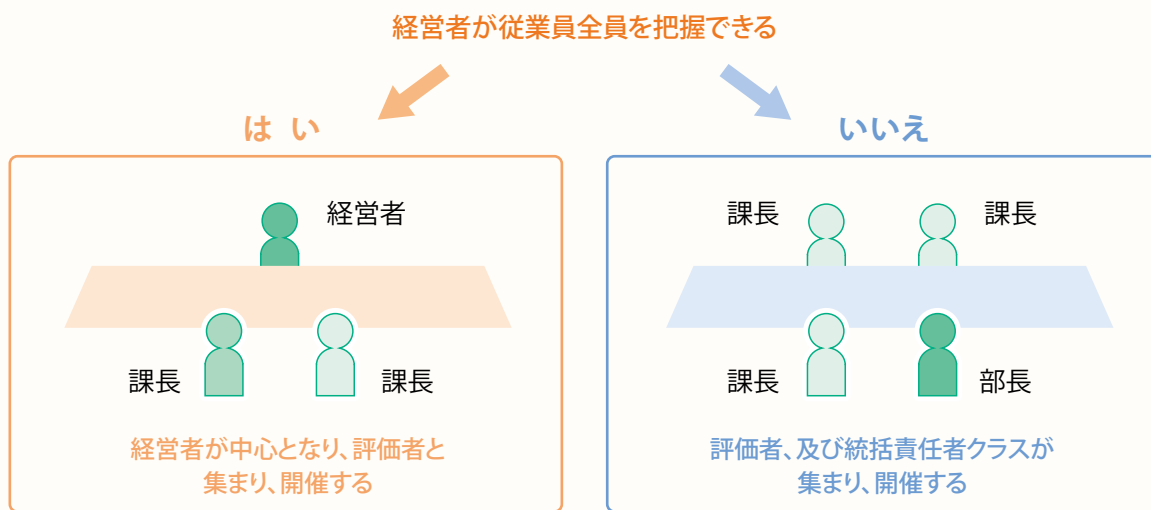 経営者が従業員全員を把握できる
はい
いいえ
経営者
課長
課長
経営者が中心となり、評価者と
集まり、開催する
課長
課長
課長
部長
評価者、及び統括責任者クラスが
集まり、開催する